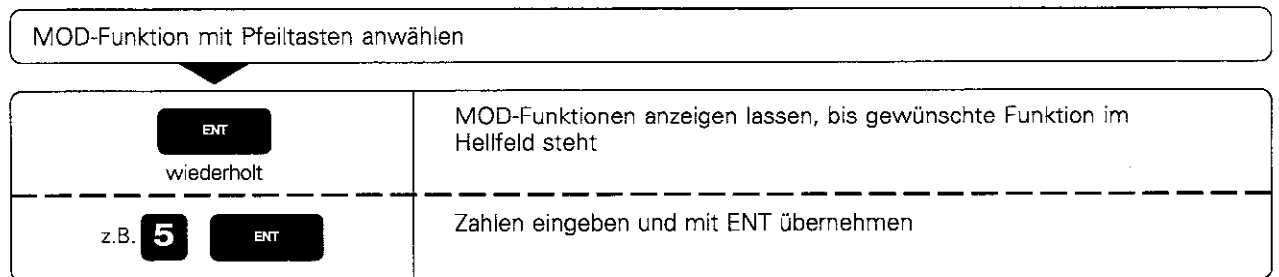 MOD-Funktion mit Pfeiltasten anwählen
ENT
wiederholt
MOD-Funktionen anzeigen lassen, bis gewünschte Funktion im
Hellfeld steht
z.B. 5 ENT
Zahlen eingeben und mit ENT übernehmen